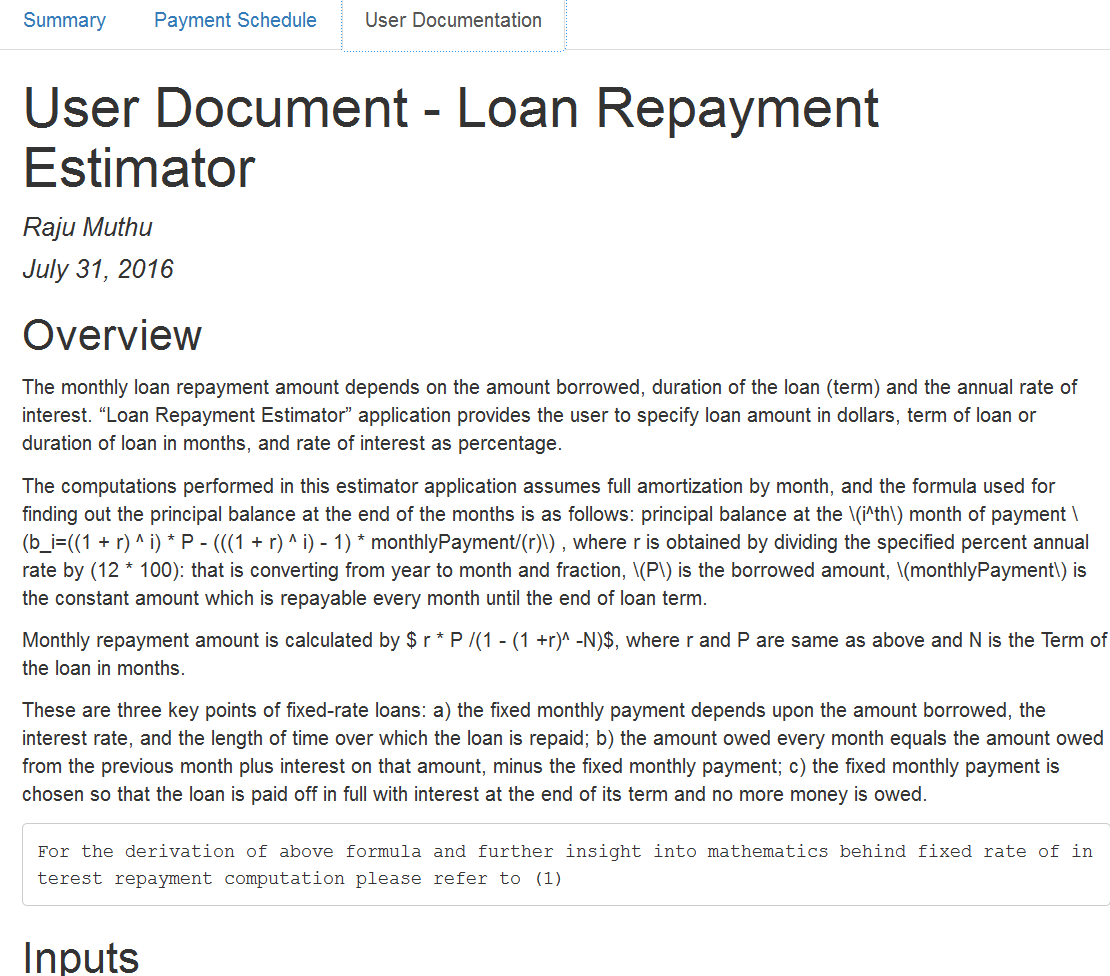 Summary Payment Schedule User Documentation
User Document - Loan Repayment
Estimator
Raju Muthu
July 31, 2016
Overview
The monthly loan repayment amount depends on the amount borrowed, duration of the loan (term) and the annual rate of
interest. “Loan Repayment Estimator” application provides the user to specify loan amount in dollars, term of loan or
duration of loan in months, and rate of interest as percentage.
The computations performed in this estimator application assumes full amortization by month, and the formula used for
finding out the principal balance at the end of the months is as follows: principal balance at the \(i^th\) month of payment \
(b_i=((1 + r) ^ i) * P - (((1 + r) ^ i) - 1) * monthlyPayment/(r)\) , where r is obtained by dividing the specified percent annual
rate by (12 * 100): that is converting from year to month and fraction, \(P\) is the borrowed amount, \(monthlyPayment\) is
the constant amount which is repayable every month until the end of loan term.
Monthly repayment amount is calculated by $ r * P /(1 - (1 +r)^ -N)$, where r and P are same as above and N is the Term of
the loan in months.
These are three key points of fixed-rate loans: a) the fixed monthly payment depends upon the amount borrowed, the
interest rate, and the length of time over which the loan is repaid; b) the amount owed every month equals the amount owed
from the previous month plus interest on that amount, minus the fixed monthly payment; c) the fixed monthly payment is
chosen so that the loan is paid off in full with interest at the end of its term and no more money is owed.
For the derivation of above formula and further insight into mathematics behind fixed rate of in
terest repayment computation please refer to (1)
Inputs